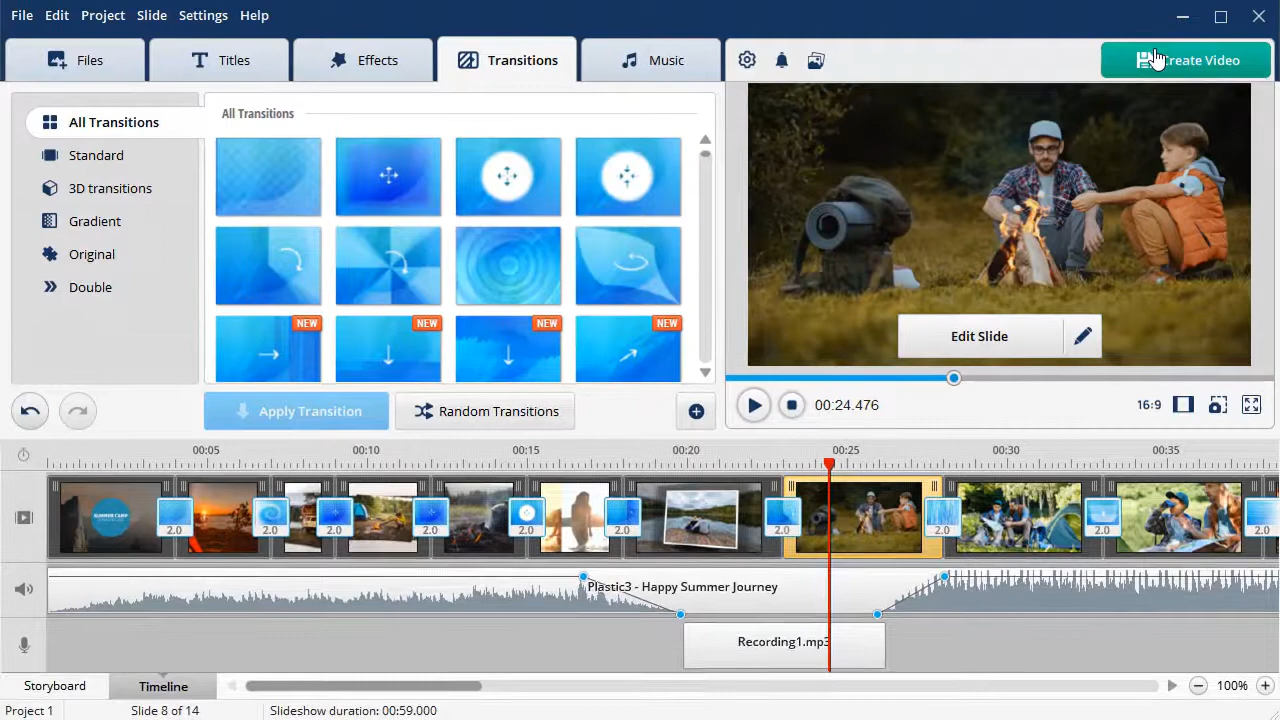 File Edit Project Slide Settings Help
Files Titles Effects Transitions Music
Create Video
All Transitions
Standard
3D transitions
Gradient
Original
Double
All Transitions
NEW NEW NEW NEW
Apply Transition Random Transitions
Edit Slide
00:24.476 16:9
00:05 00:10 00:15 00:20 00:25 00:30 00:35
SUMMER CAMP
2.0 2.0 2.0 2.0 2.0 2.0 2.0 2.0 2.0 2.0
Plastic3 - Happy Summer Journey
Recording1.mp3
Storyboard Timeline 100%
Project 1 Slide 8 of 14 Slideshow duration: 00:59.000